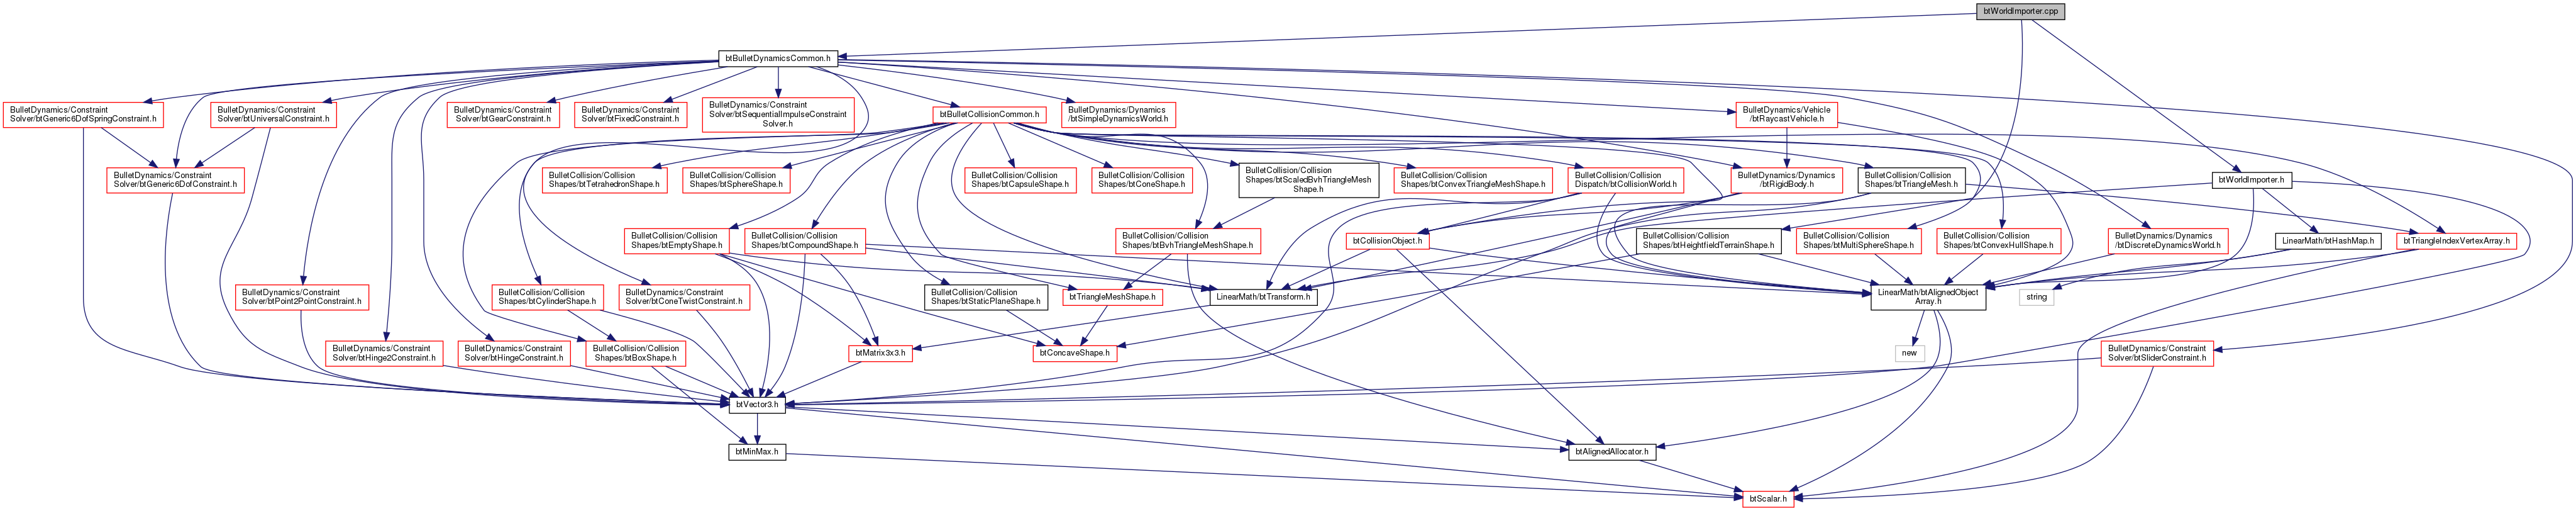 btWorldImporter.cpp
btBulletDynamicsCommon.h
BulletDynamics/Constraint
Solver/btGeneric6DofSpringConstraint.h
BulletDynamics/Constraint
Solver/btUniversalConstraint.h
BulletDynamics/Constraint
Solver/btGearConstraint.h
BulletDynamics/Constraint
Solver/btFixedConstraint.h
BulletDynamics/Constraint
Solver/btSequentialImpulseConstraint
Solver.h
btBulletCollisionCommon.h
BulletDynamics/Dynamics
/btSimpleDynamicsWorld.h
BulletDynamics/Vehicle
/btRaycastVehicle.h
BulletDynamics/Constraint
Solver/btGeneric6DofConstraint.h
BulletCollision/Collision
Shapes/btTetrahedronShape.h
BulletCollision/Collision
Shapes/btSphereShape.h
BulletCollision/Collision
Shapes/btCapsuleShape.h
BulletCollision/Collision
Shapes/btConeShape.h
BulletCollision/Collision
Shapes/btScaledBvhTriangleMesh
Shape.h
BulletCollision/Collision
Shapes/btConvexTriangleMeshShape.h
BulletCollision/Collision
Dispatch/btCollisionWorld.h
BulletDynamics/Dynamics
/btRigidBody.h
BulletCollision/Collision
Shapes/btTriangleMesh.h
btWorldImporter.h
BulletCollision/Collision
Shapes/btEmptyShape.h
BulletCollision/Collision
Shapes/btCompoundShape.h
BulletCollision/Collision
Shapes/btBvhTriangleMeshShape.h
btCollisionObject.h
BulletCollision/Collision
Shapes/btHeightfieldTerrainShape.h
BulletCollision/Collision
Shapes/btMultiSphereShape.h
BulletCollision/Collision
Shapes/btConvexHullShape.h
BulletDynamics/Dynamics
/btDiscreteDynamicsWorld.h
LinearMath/btHashMap.h
btTriangleIndexVertexArray.h
BulletDynamics/Constraint
Solver/btPoint2PointConstraint.h
BulletCollision/Collision
Shapes/btCylinderShape.h
BulletDynamics/Constraint
Solver/btConeTwistConstraint.h
BulletCollision/Collision
Shapes/btStaticPlaneShape.h
btTriangleMeshShape.h
LinearMath/btTransform.h
LinearMath/btAlignedObject
Array.h
string
BulletDynamics/Constraint
Solver/btHinge2Constraint.h
BulletDynamics/Constraint
Solver/btHingeConstraint.h
BulletCollision/Collision
Shapes/btBoxShape.h
btMatrix3x3.h
btConcaveShape.h
new
BulletDynamics/Constraint
Solver/btSliderConstraint.h
btVector3.h
btMinMax.h
btAlignedAllocator.h
btScalar.h